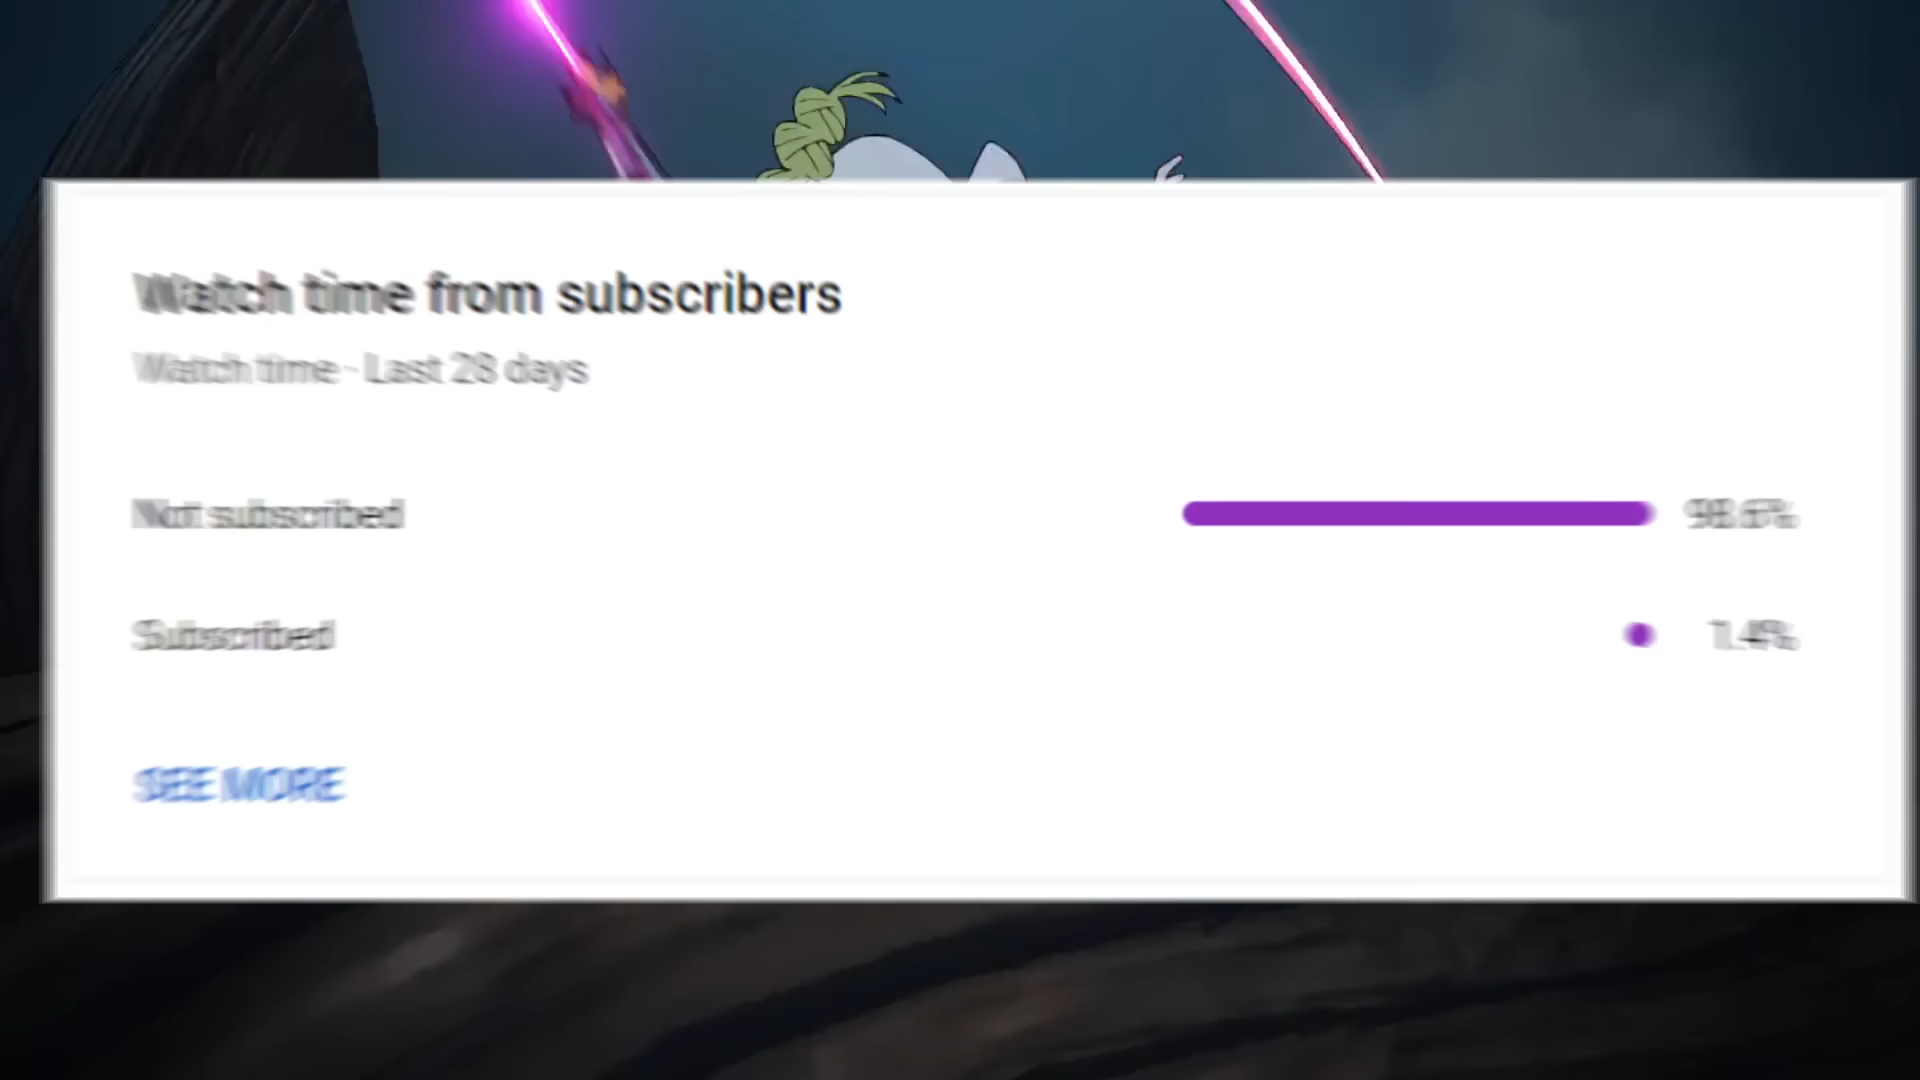 Watch time from subscribers
Watch time · Last 28 days
Not subscribed 98.6%
Subscribed 1.4%
SEE MORE